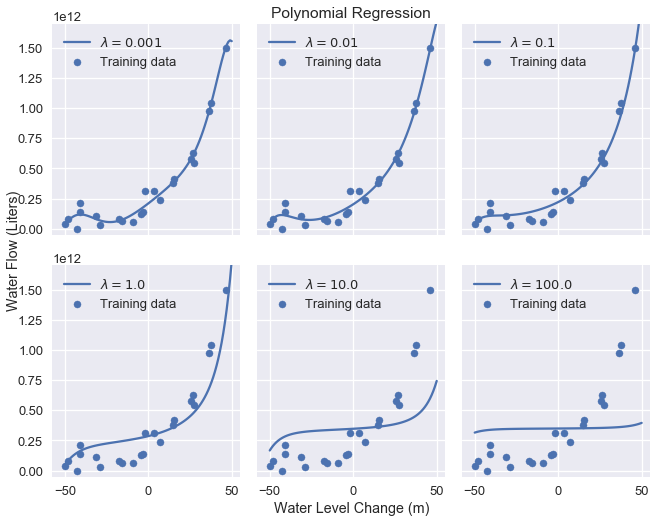 Polynomial Regression
1e12
λ = 0.001
Training data
λ = 0.01
Training data
λ = 0.1
Training data
1.50
1.25
1.00
0.75
0.50
0.25
0.00
Water Flow (Liters)
1e12
λ = 1.0
Training data
λ = 10.0
Training data
λ = 100.0
Training data
1.50
1.25
1.00
0.75
0.50
0.25
0.00
−50 0 50
−50 0 50
−50 0 50
Water Level Change (m)